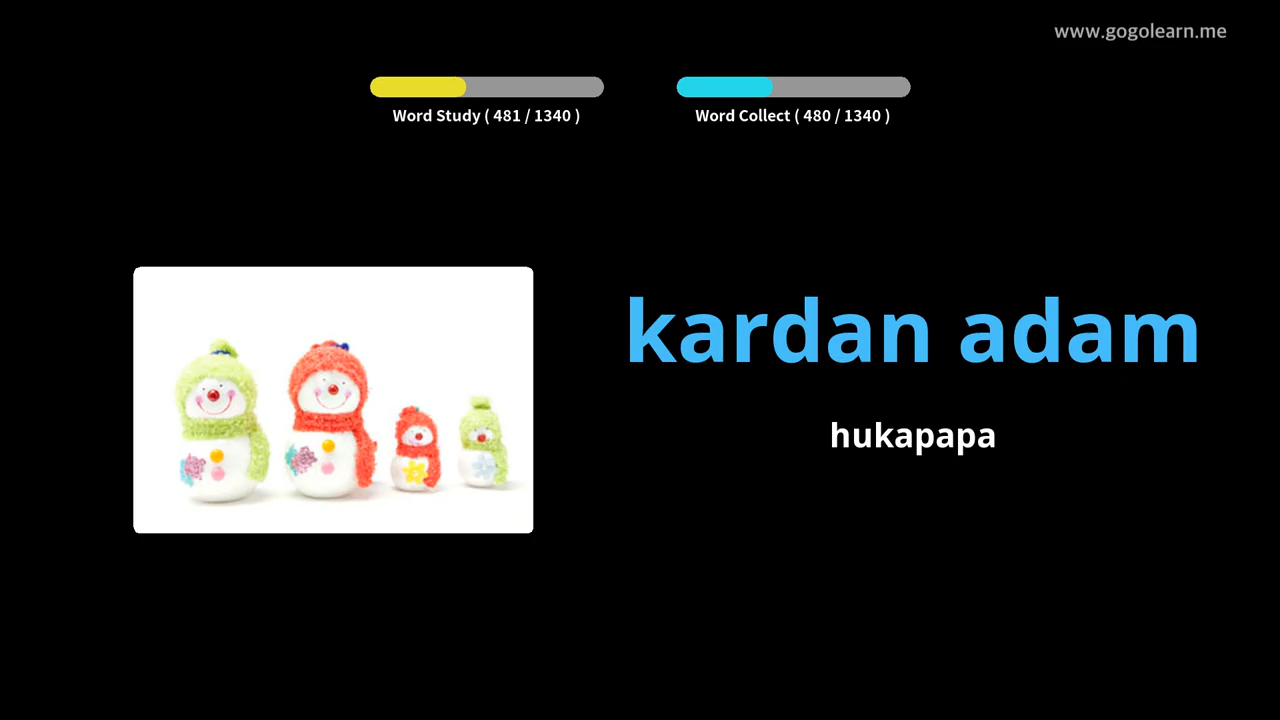 www.gogolearn.me
Word Study ( 481 / 1340 )
Word Collect ( 480 / 1340 )
kardan adam
hukapapa